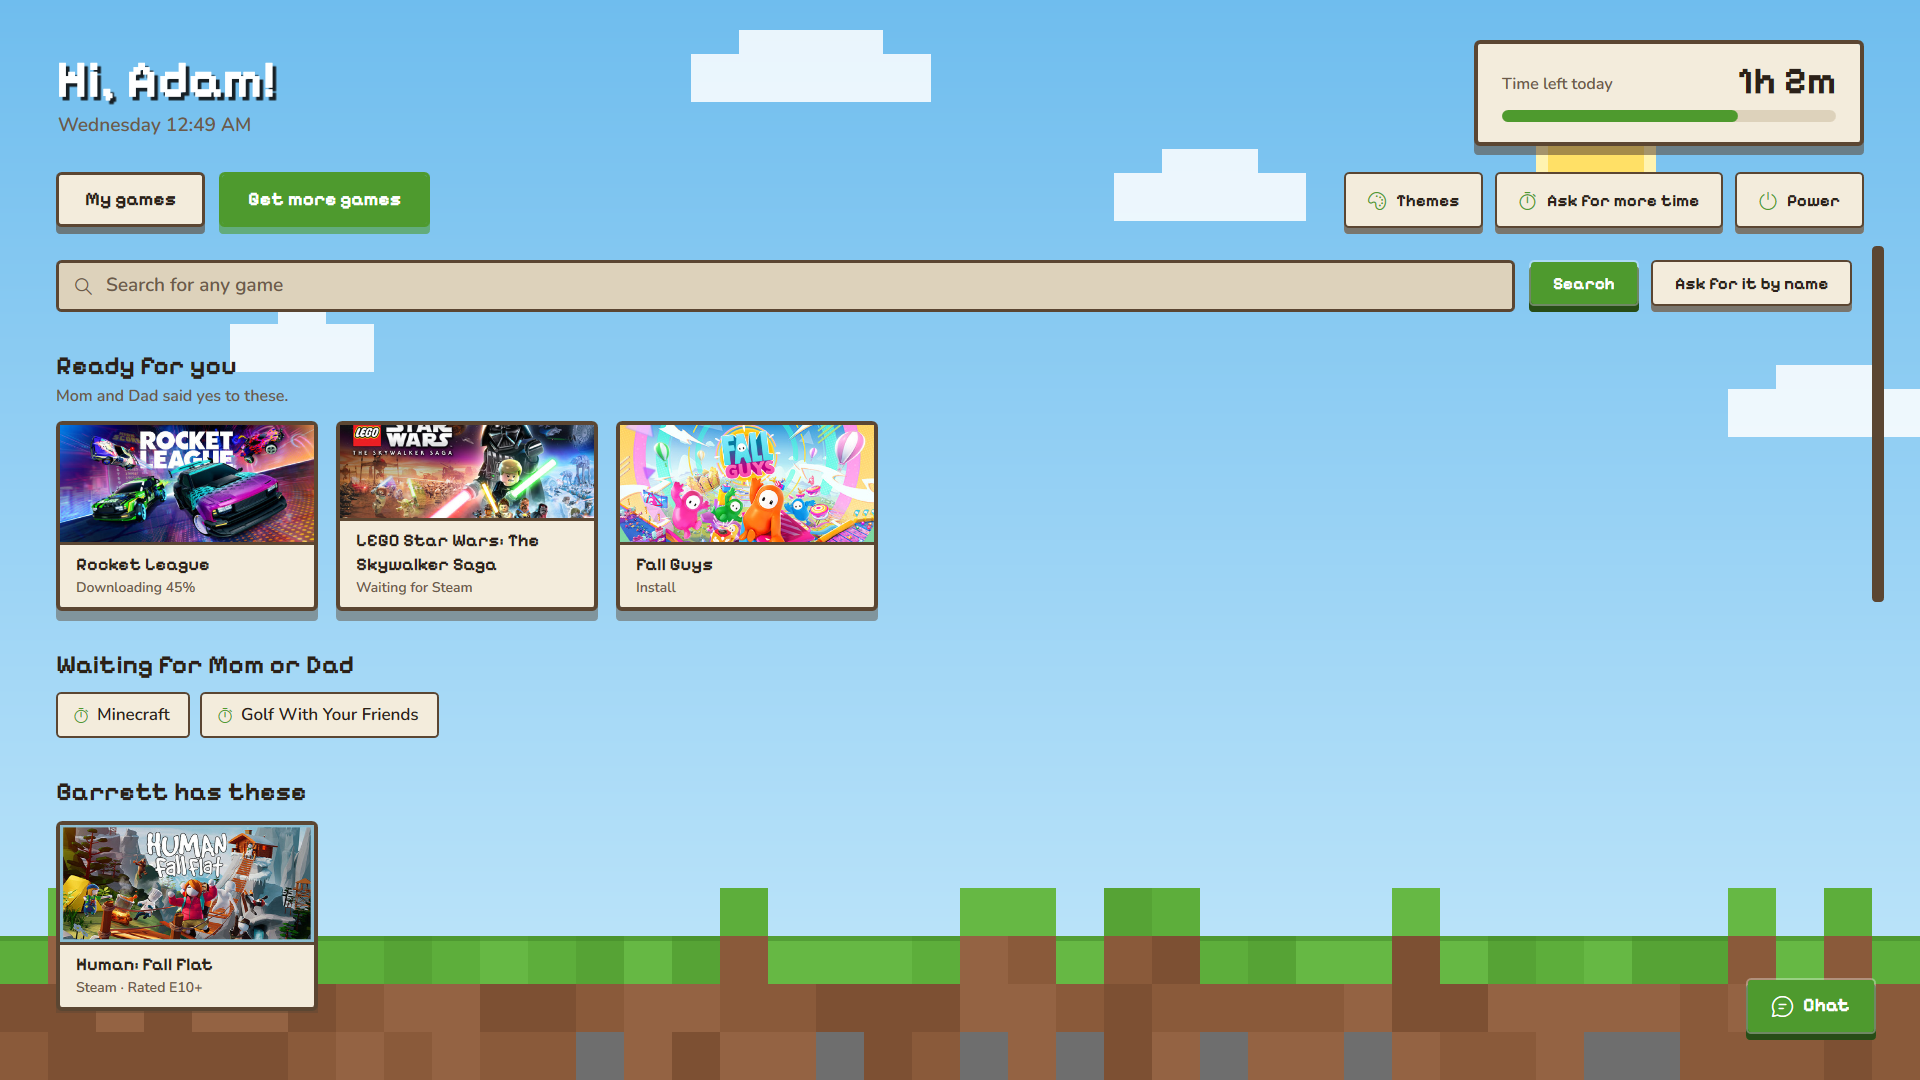 Hi, Adam!
Wednesday 12:49 AM
Time left today
1h 2m
My games
Get more games
Themes
Ask for more time
Power
Search for any game
Search
Ask for it by name
Ready for you
Mom and Dad said yes to these.
ROCKET
LEAGUE
LEGO
STAR
WARS
THE SKYWALKER SAGA
FALL
GUYS
Rocket League
Downloading 45%
LEGO Star Wars: The
Skywalker Saga
Waiting for Steam
Fall Guys
Install
Waiting for Mom or Dad
Minecraft
Golf With Your Friends
Garrett has these
HUMAN
fall flat
Human: Fall Flat
Steam · Rated E10+
Chat